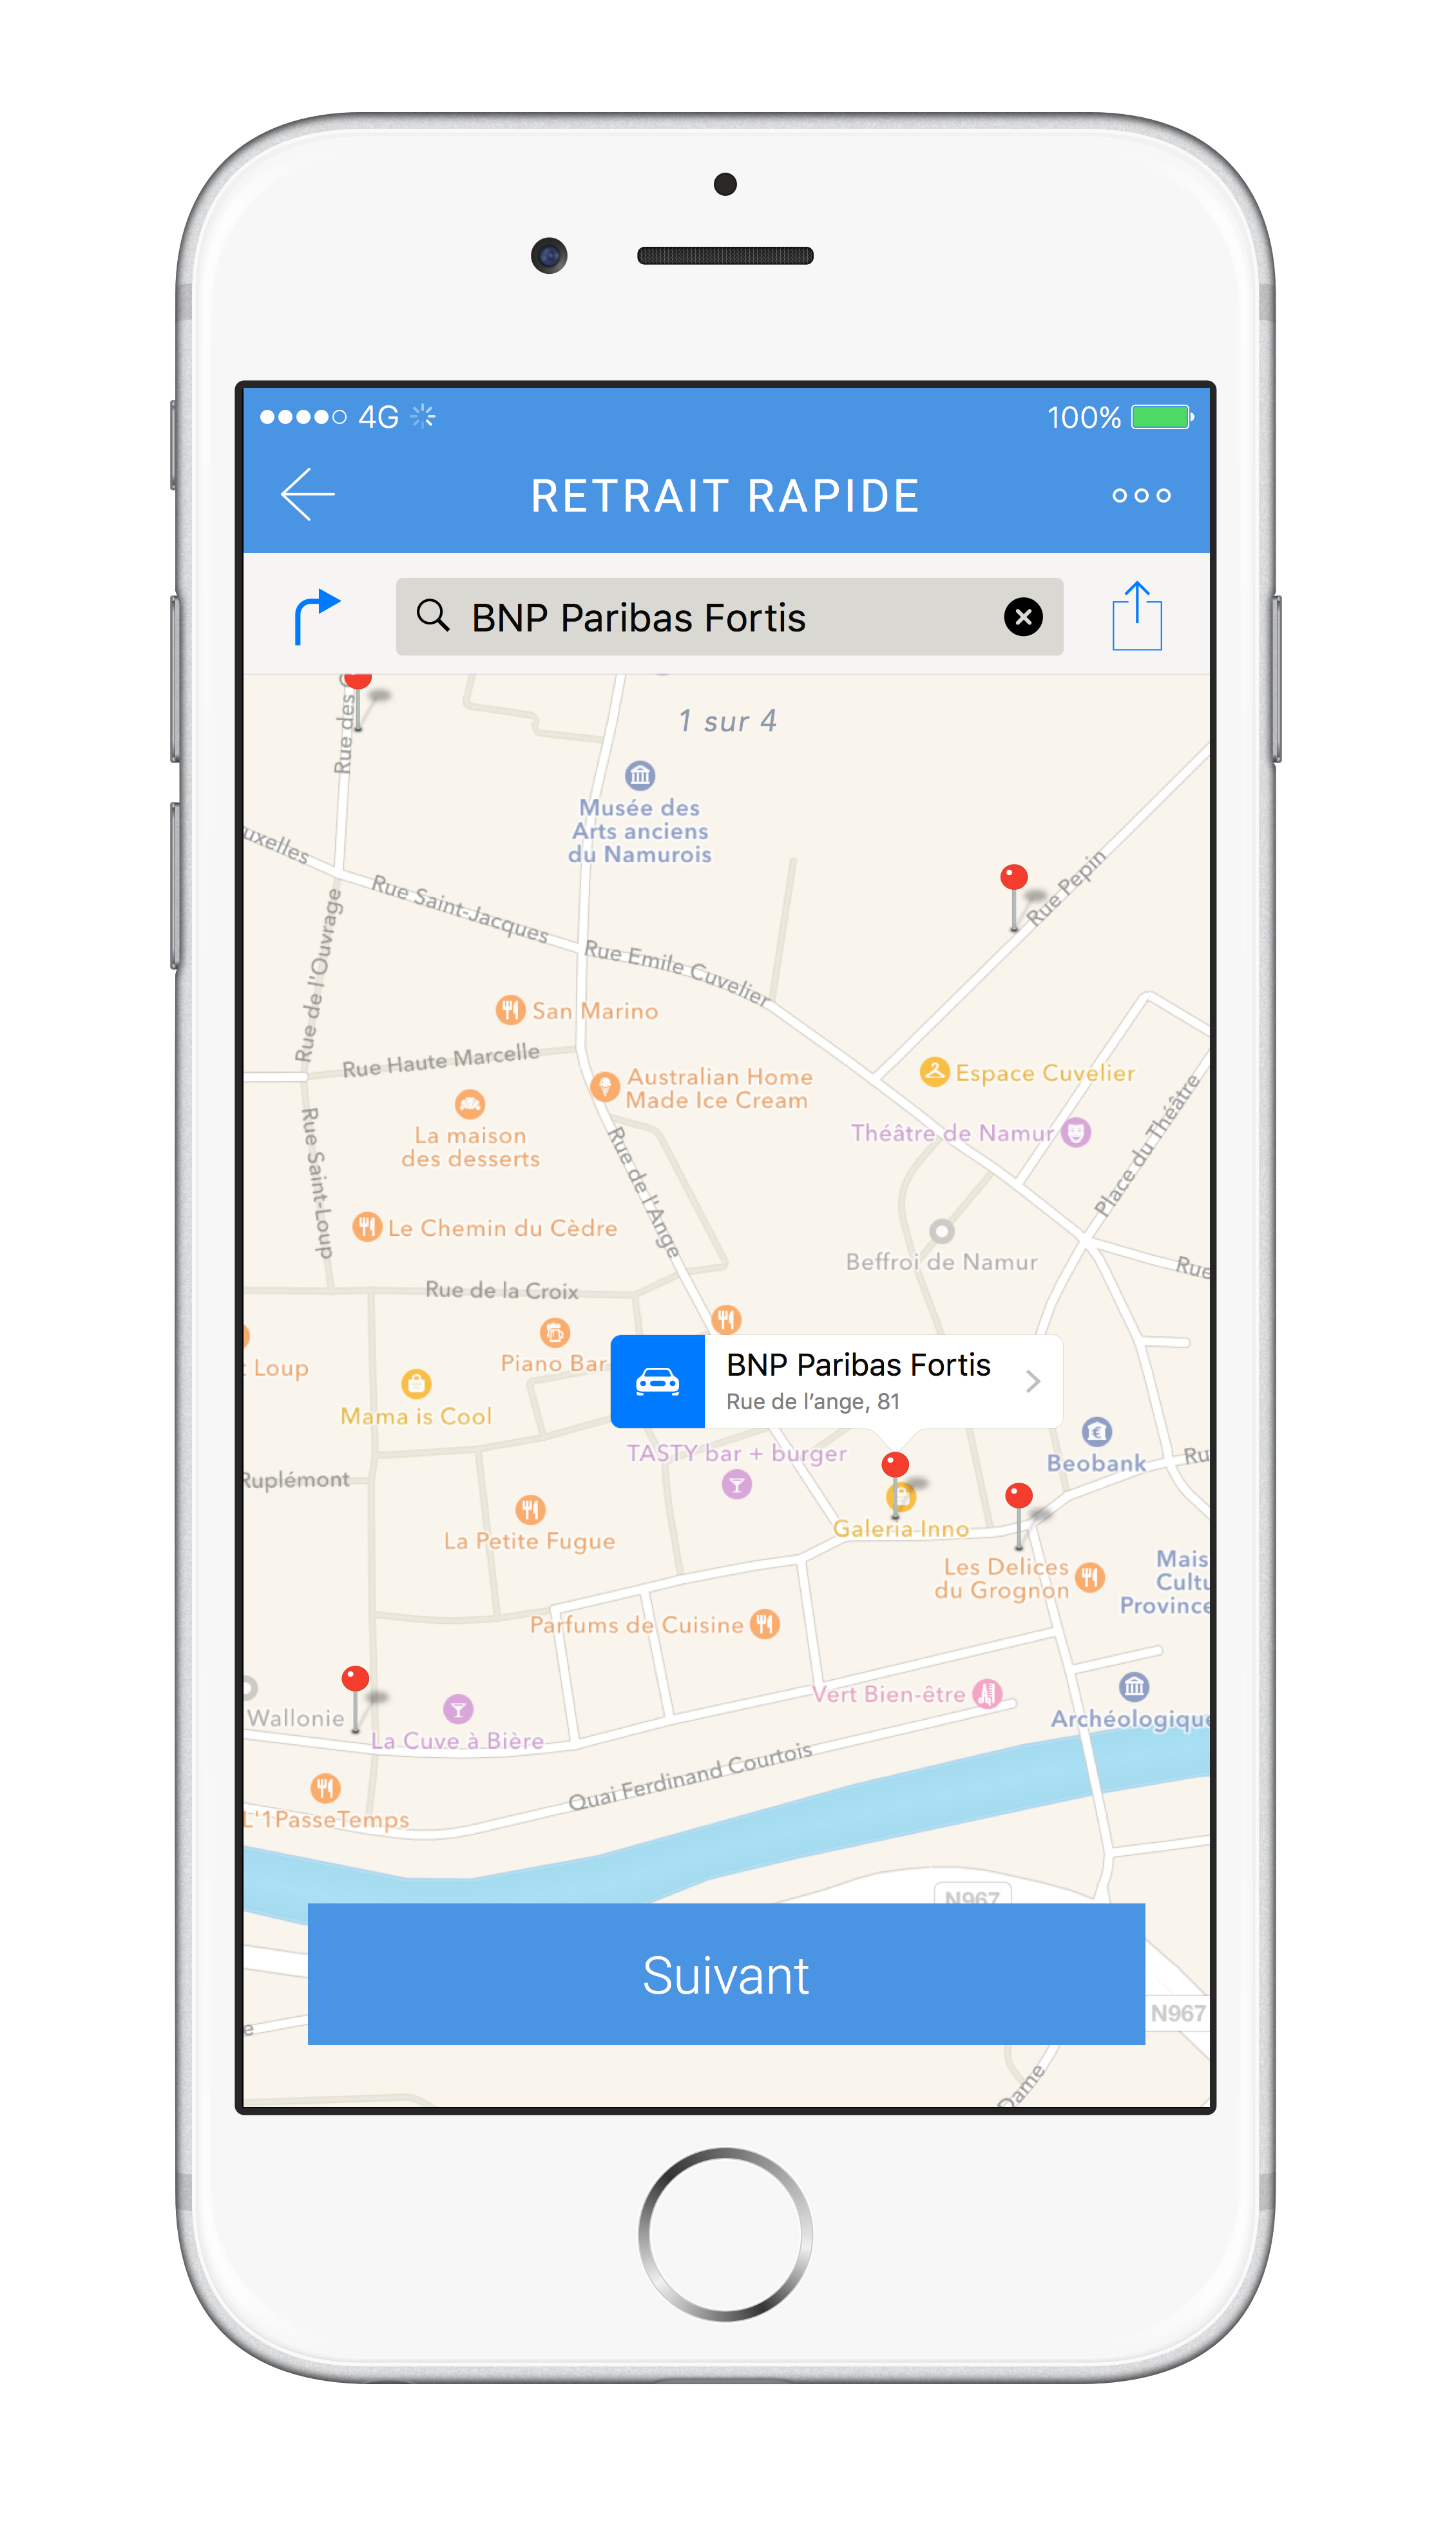 4G
100%
RETRAIT RAPIDE
BNP Paribas Fortis
1 sur 4
Rue des
Musée des
Arts anciens
du Namurois
uxelles
Rue Saint-Jacques
Rue Pepin
Rue de l'Ouvrage
Rue Emile Cuvelier
San Marino
Rue Haute Marcelle
Australian Home
Made Ice Cream
Espace Cuvelier
La maison
des desserts
Théâtre de Namur
Place du Théâtre
Rue Saint-Loup
Rue de l'Ange
Le Chemin du Cèdre
Beffroi de Namur
Rue
Rue de la Croix
t Loup
Piano Bar
BNP Paribas Fortis
Rue de l'ange, 81
Mama is Cool
TASTY bar + burger
Beobank
Ru
Ruplémont
La Petite Fugue
Galeria Inno
Les Delices
du Grognon
Mais
Cultu
Province
Parfums de Cuisine
Vert Bien-être
Wallonie
La Cuve à Bière
Archéologique
Quai Ferdinand Courtois
L'1PasseTemps
N967
Suivant
N967
e
Dame